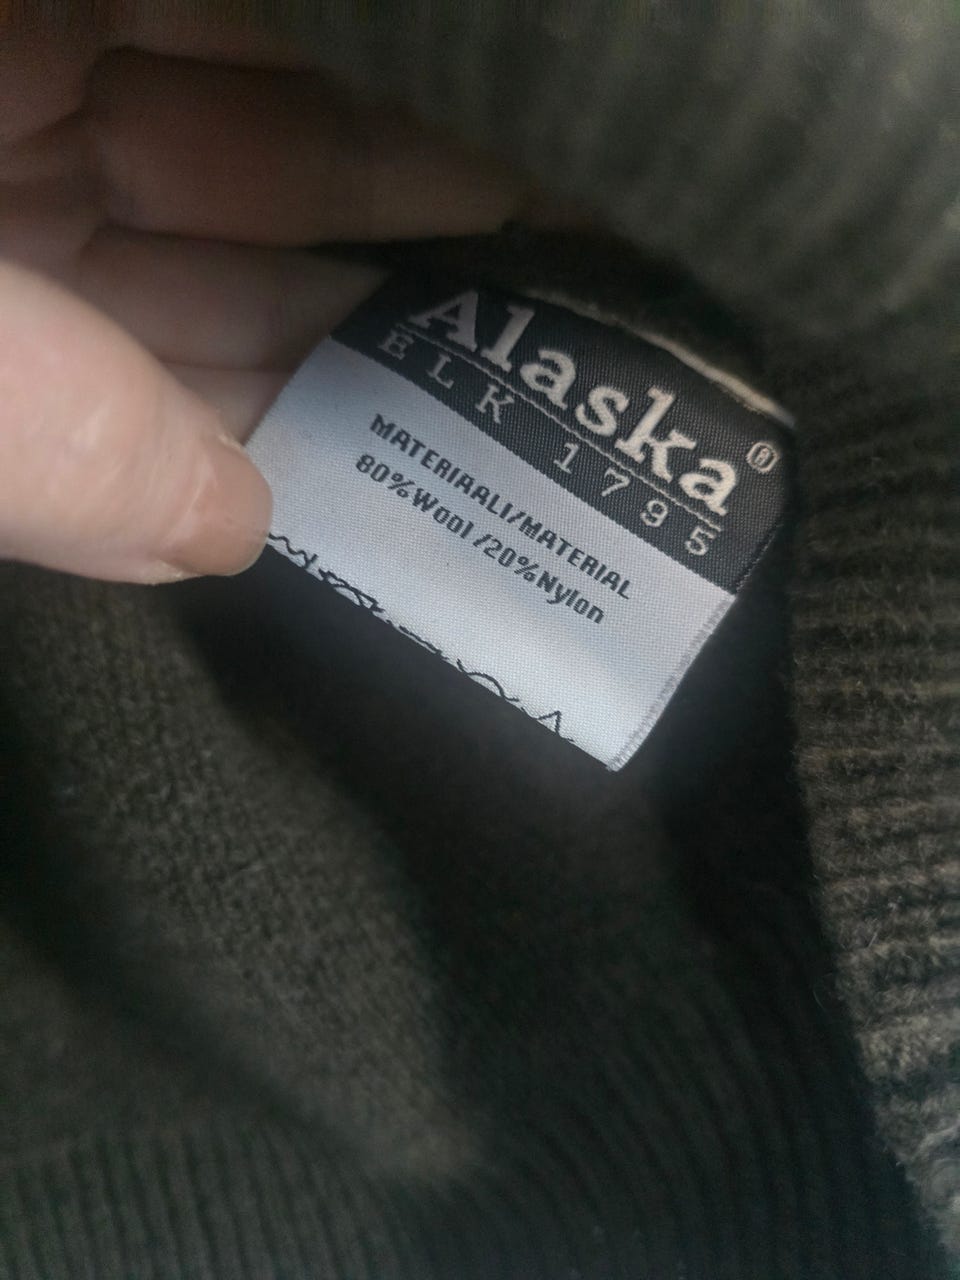 Alaska®
ELK 1795
MATERIAALI/MATERIAL
80%Wool/20%Nylon